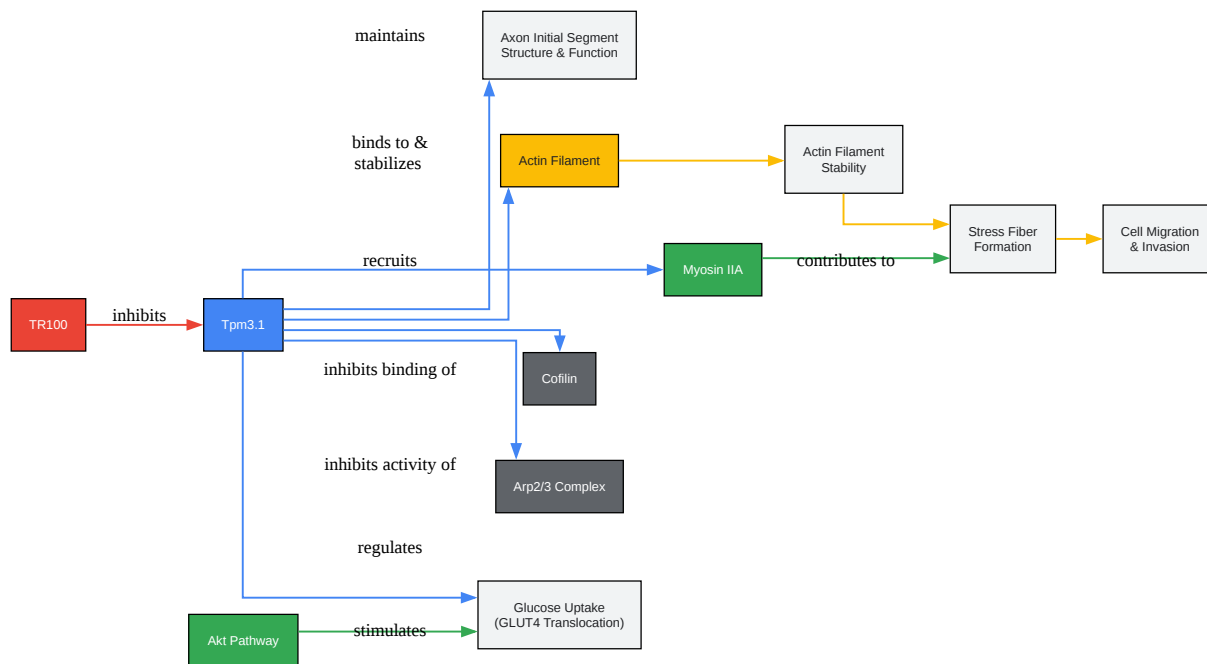 maintains
Axon Initial Segment
Structure & Function
binds to &
stabilizes
Actin Filament
Actin Filament
Stability
recruits
Myosin IIA
contributes to
Stress Fiber
Formation
Cell Migration
& Invasion
TR100
inhibits
Tpm3.1
inhibits binding of
Cofilin
inhibits activity of
Arp2/3 Complex
regulates
Glucose Uptake
(GLUT4 Translocation)
Akt Pathway
stimulates